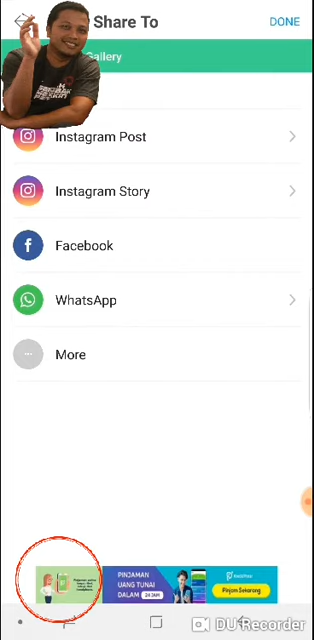 Share To
DONE
Gallery
Instagram Post
Instagram Story
Facebook
WhatsApp
More
PINJAMAN
UANG TUNAI
DALAM 24 JAM
Pinjam Sekarang
DU Recorder